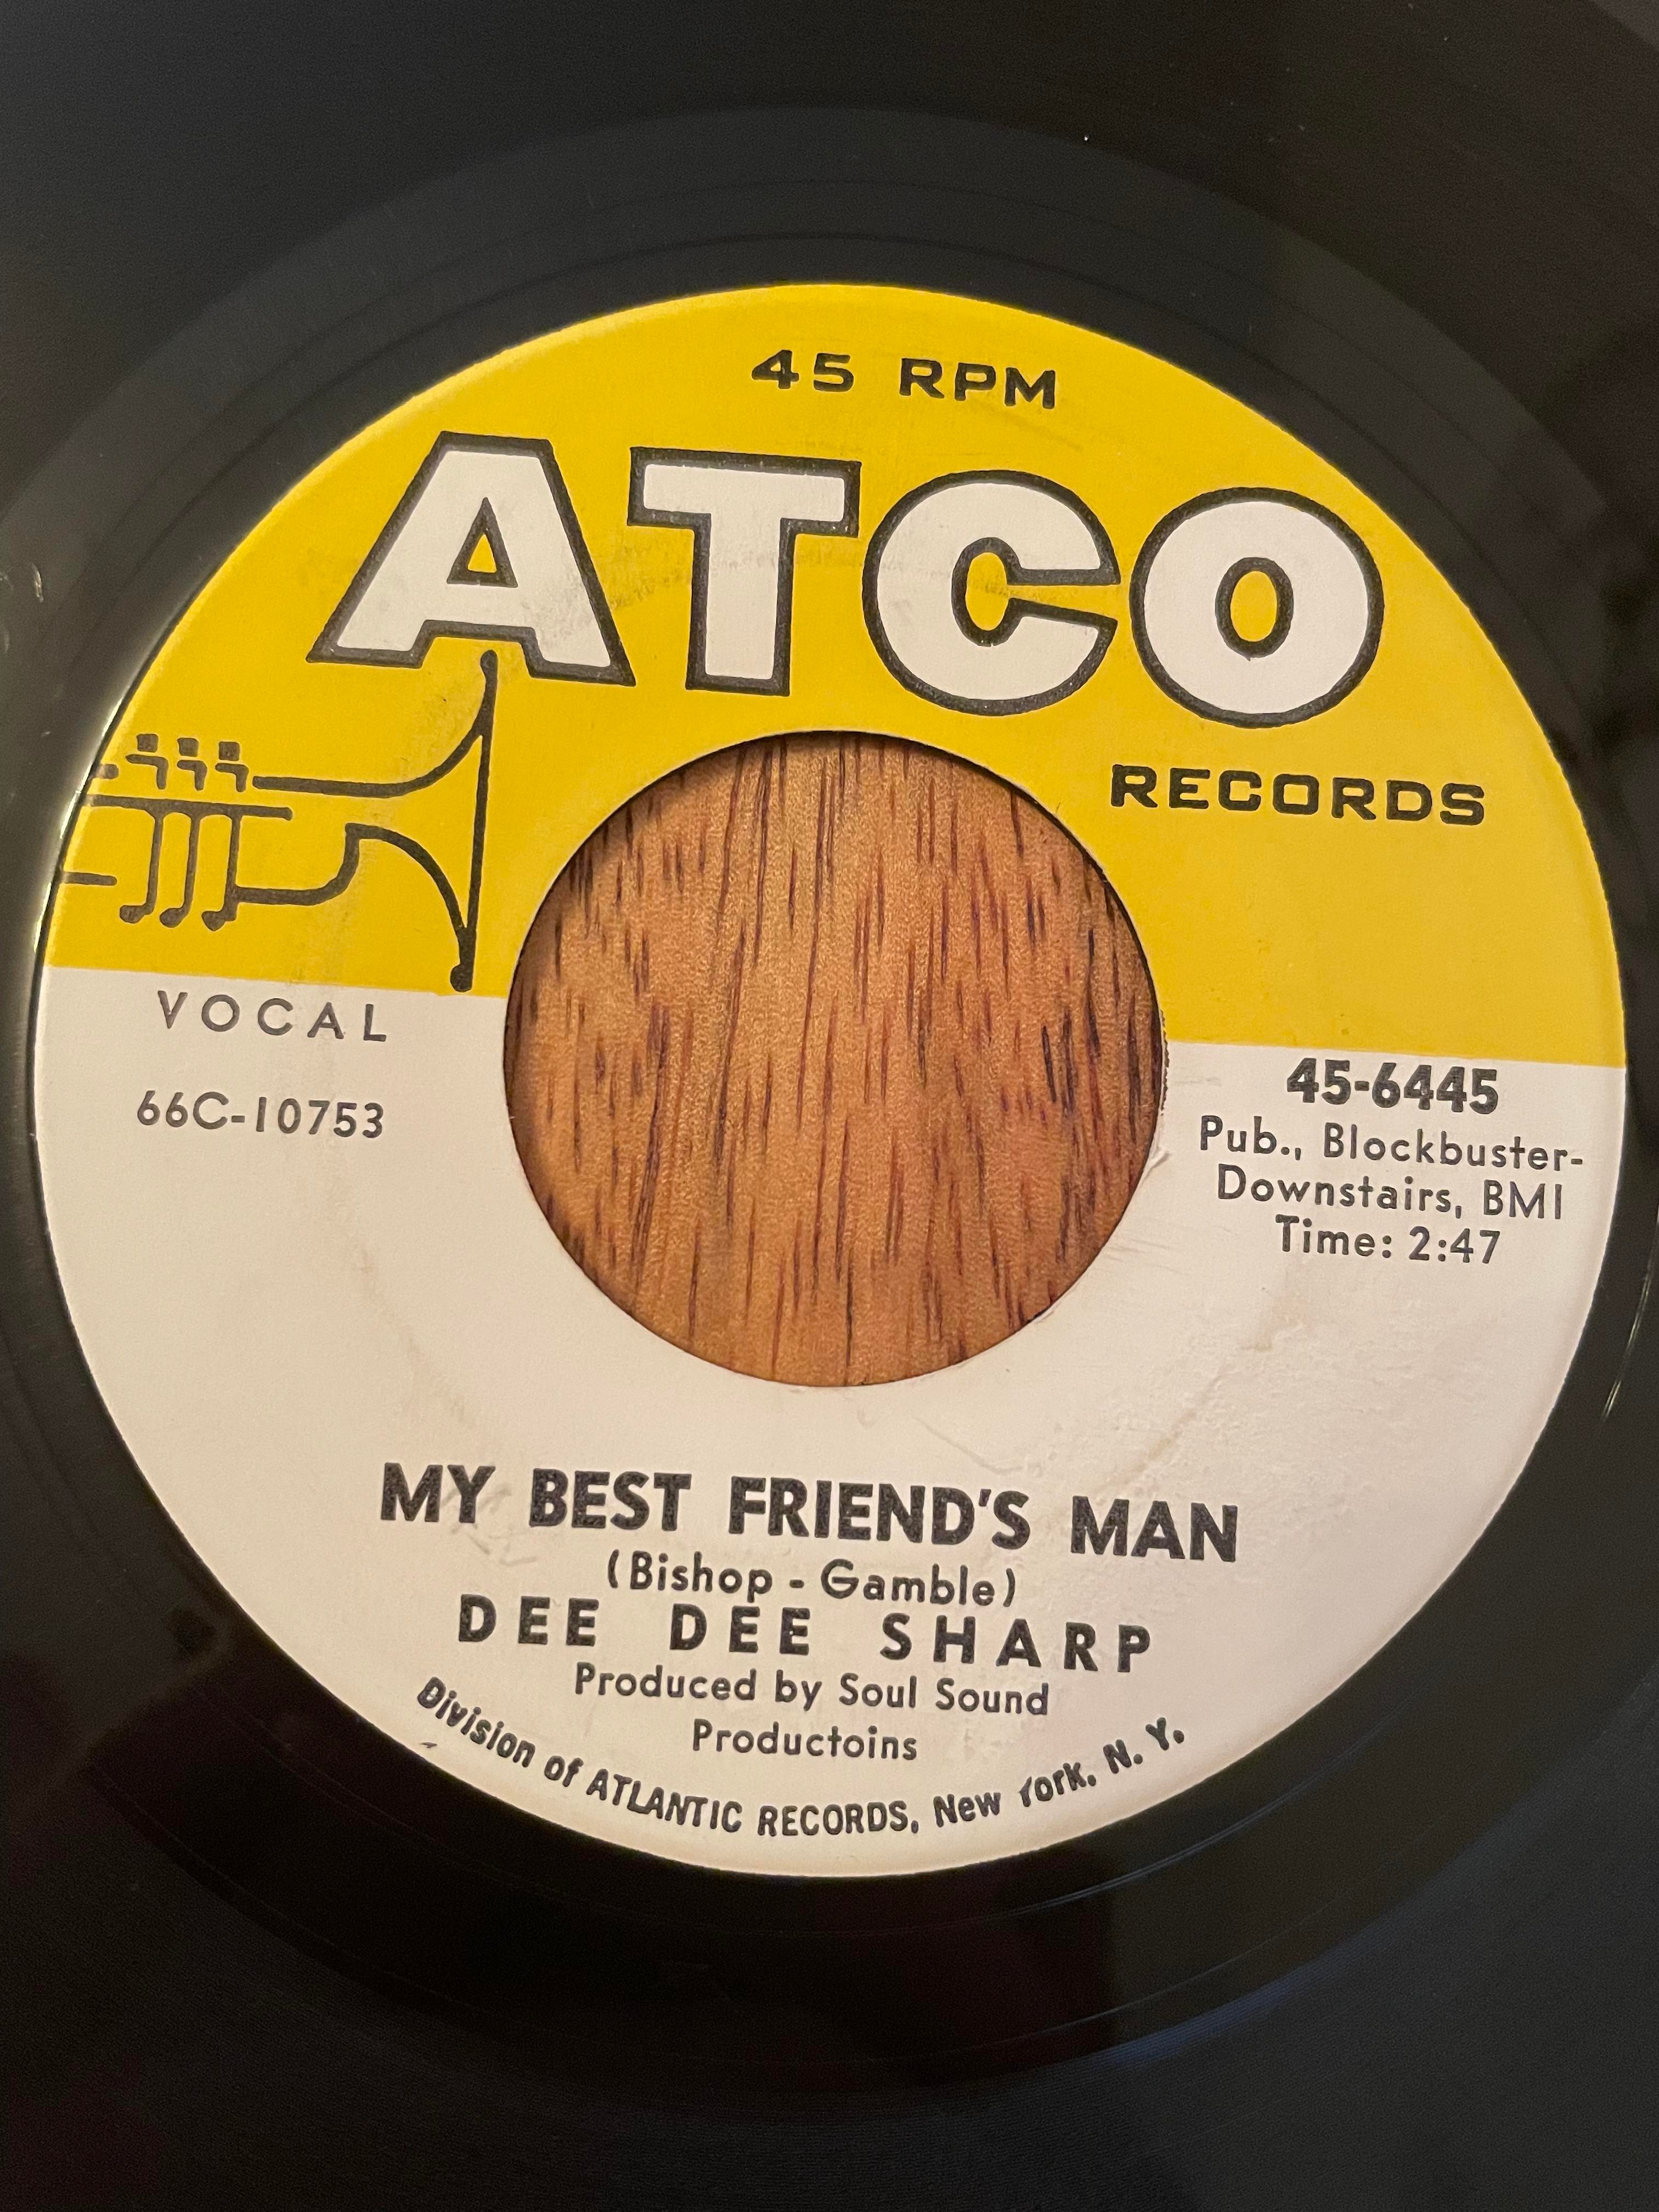 45 RPM
ATCO
RECORDS
VOCAL
66C-10753
45-6445
Pub., Blockbuster-
Downstairs, BMI
Time: 2:47
MY BEST FRIEND'S MAN
(Bishop - Gamble)
DEE DEE SHARP
Produced by Soul Sound
Productoins
Division of ATLANTIC RECORDS, New York, N. Y.